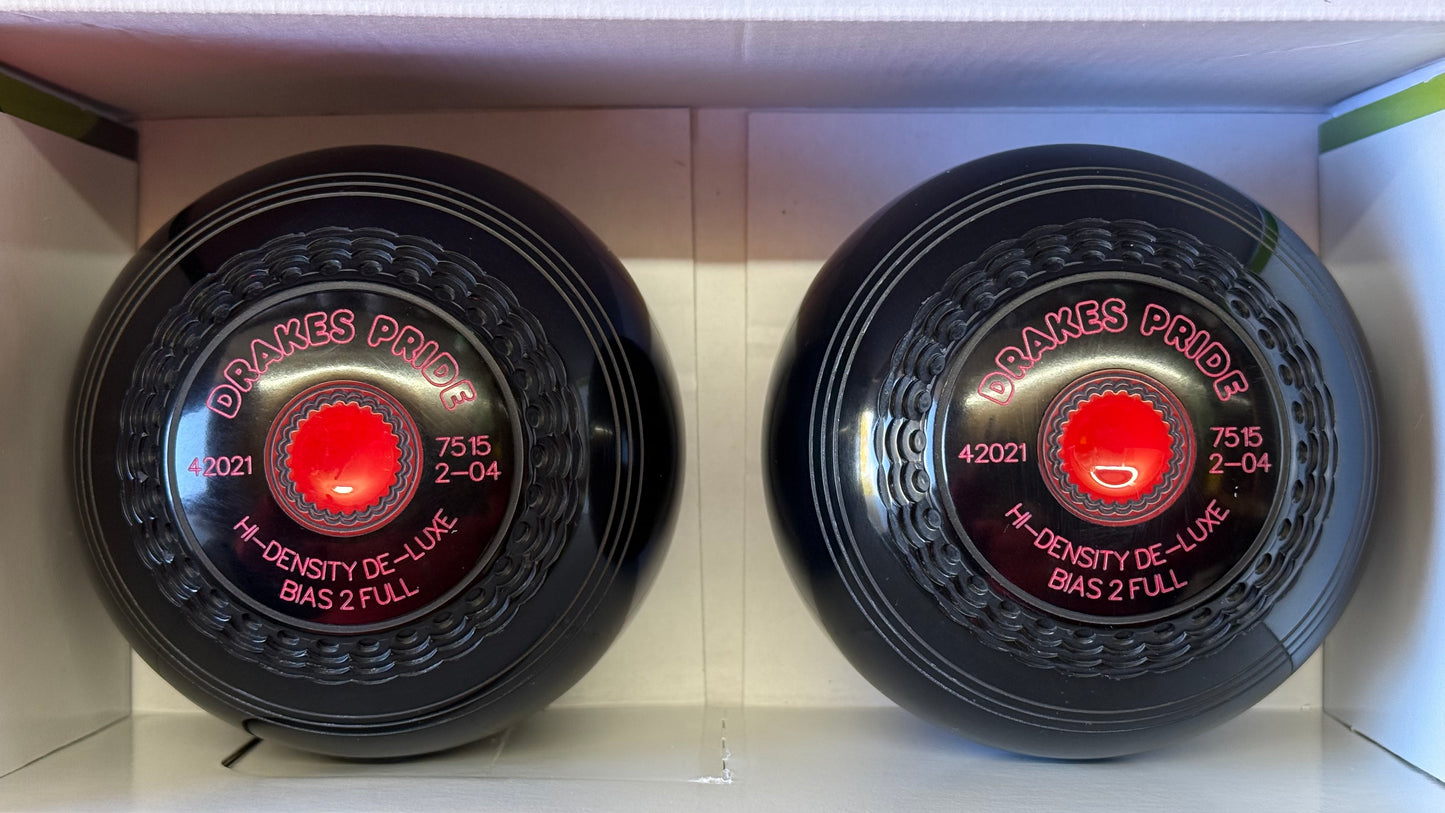 DRAKES PRIDE
42021
7515
2-04
HI-DENSITY DE-LUXE
BIAS 2 FULL
DRAKES PRIDE
42021
7515
2-04
HI-DENSITY DE-LUXE
BIAS 2 FULL